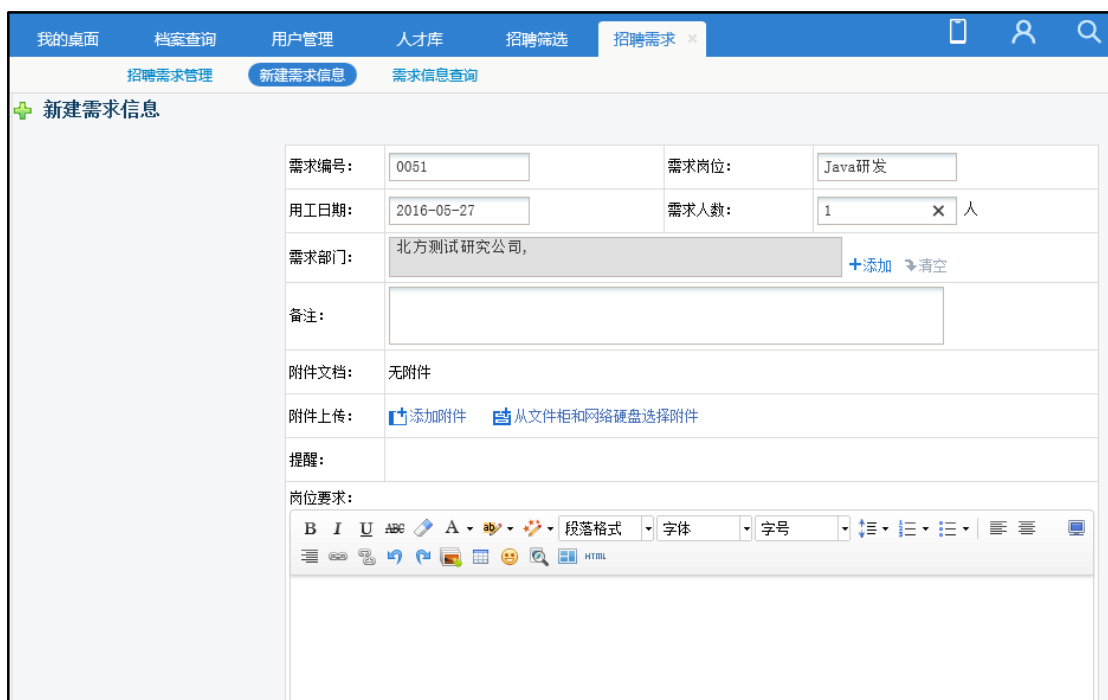 我的桌面 档案查询 用户管理 人才库 招聘筛选 招聘需求 ×
招聘需求管理 新建需求信息 需求信息查询
新建需求信息
需求编号: 0051 需求岗位: Java研发
用工日期: 2016-05-27 需求人数: 1 × 人
需求部门: 北方测试研究公司, +添加 清空
备注:
附件文档: 无附件
附件上传: 添加附件 从文件柜和网络硬盘选择附件
提醒:
岗位要求:
B I U ABC A ab 段落格式 字体 字号
HTML